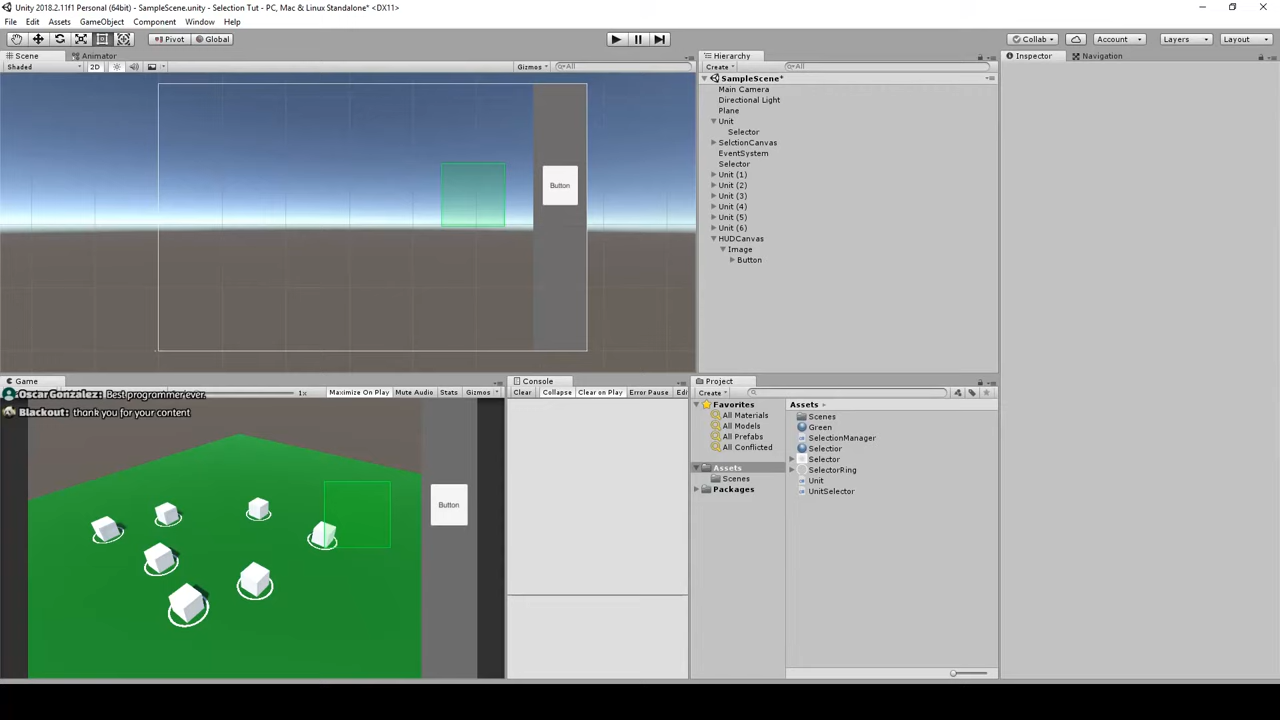 Unity 2018.2.11f1 Personal (64bit) - SampleScene.unity - Selection Tut - PC, Mac & Linux Standalone* <DX11>
File Edit Assets GameObject Component Window Help
Pivot Global Collab Account Layers Layout
Scene Animator
Shaded 2D Gizmos All
Button
Hierarchy
Create All
SampleScene*
Main Camera
Directional Light
Plane
Unit
Selector
SelctionCanvas
EventSystem
Selector
Unit (1)
Unit (2)
Unit (3)
Unit (4)
Unit (5)
Unit (6)
HUDCanvas
Image
Button
Inspector Navigation
Game
1x Maximize On Play Mute Audio Stats Gizmos
Oscar Gonzalez: Best programmer ever.
Blackout: thank you for your content
Button
Console
Clear Collapse Clear on Play Error Pause Edi
Project
Create
Favorites
All Materials
All Models
All Prefabs
All Conflicted
Assets
Scenes
Packages
Assets
Scenes
Green
SelectionManager
Selectior
Selector
SelectorRing
Unit
UnitSelector